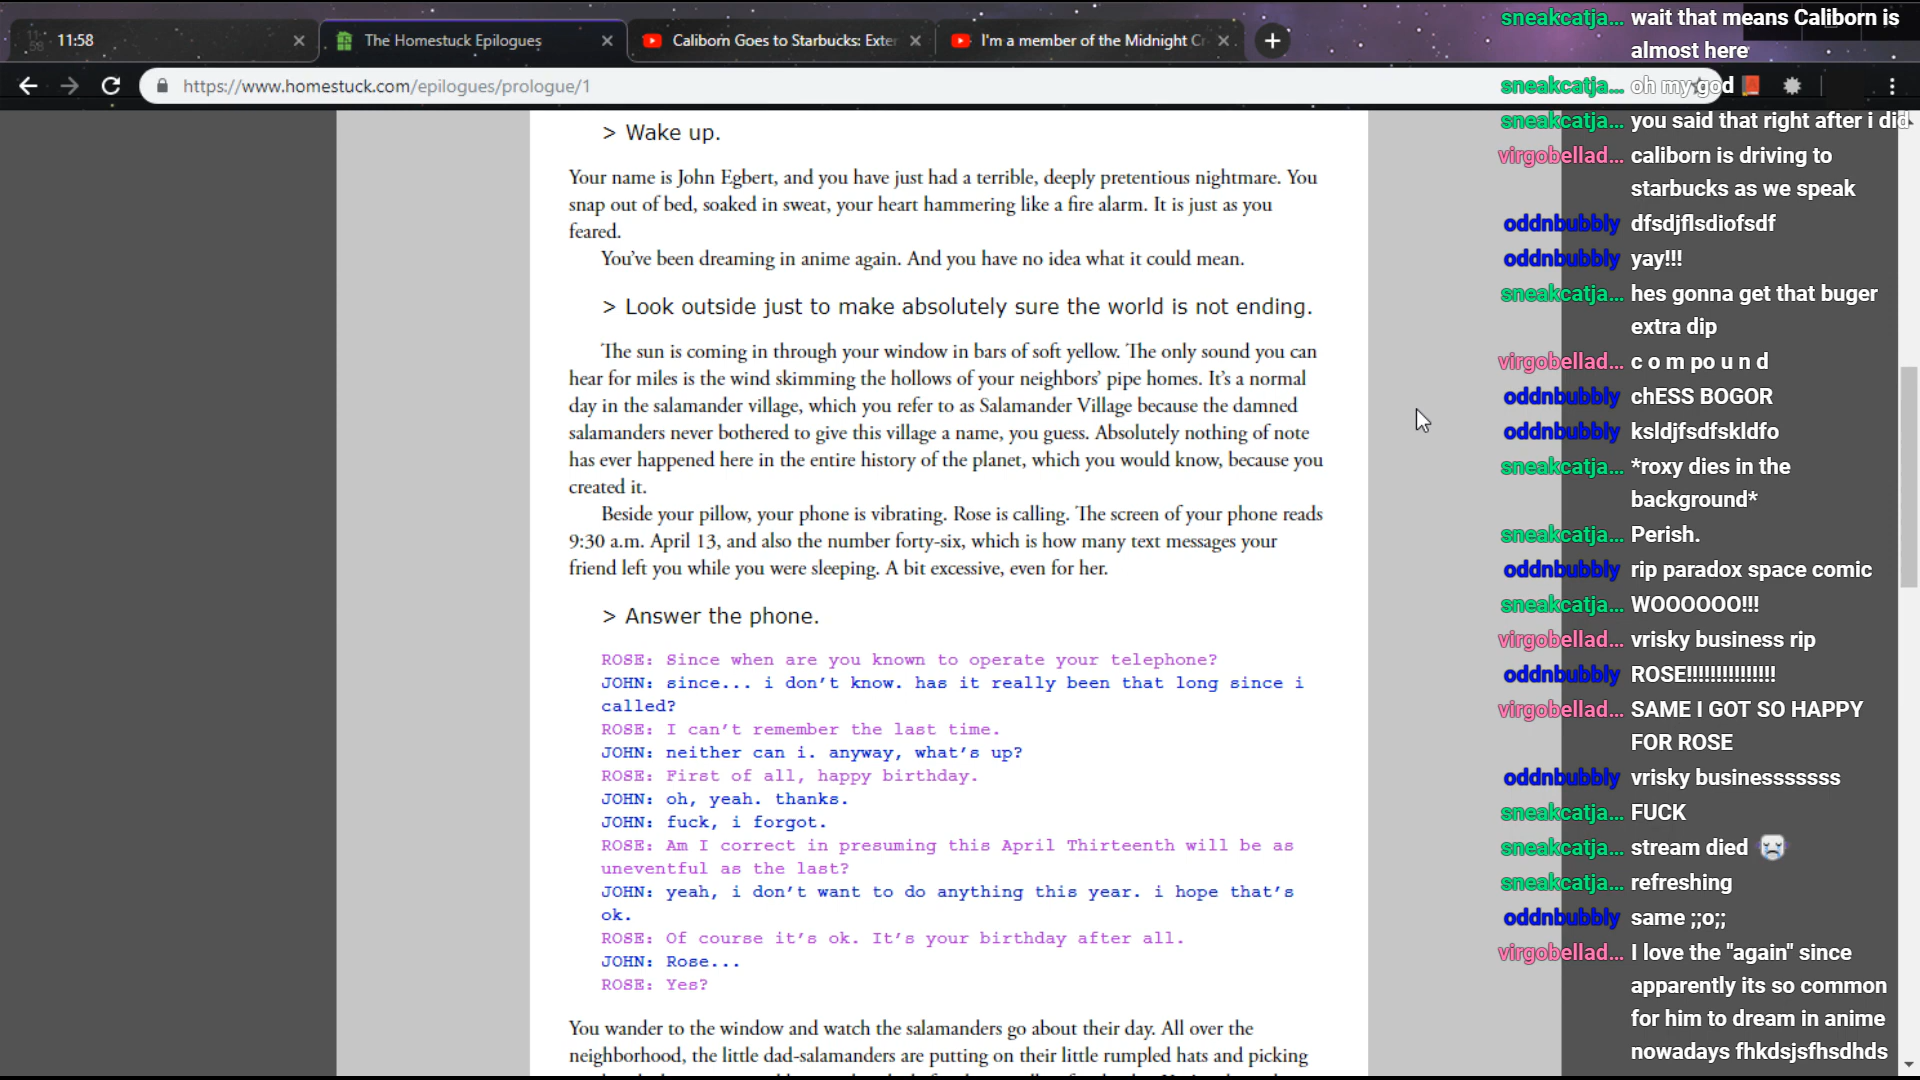 11:58
The Homestuck Epilogues
Caliborn Goes to Starbucks: Exter
I'm a member of the Midnight Cr
https://www.homestuck.com/epilogues/prologue/1
> Wake up.
Your name is John Egbert, and you have just had a terrible, deeply pretentious nightmare. You
snap out of bed, soaked in sweat, your heart hammering like a fire alarm. It is just as you
feared.
You’ve been dreaming in anime again. And you have no idea what it could mean.
> Look outside just to make absolutely sure the world is not ending.
The sun is coming in through your window in bars of soft yellow. The only sound you can
hear for miles is the wind skimming the hollows of your neighbors’ pipe homes. It’s a normal
day in the salamander village, which you refer to as Salamander Village because the damned
salamanders never bothered to give this village a name, you guess. Absolutely nothing of note
has ever happened here in the entire history of the planet, which you would know, because you
created it.
Beside your pillow, your phone is vibrating. Rose is calling. The screen of your phone reads
9:30 a.m. April 13, and also the number forty-six, which is how many text messages your
friend left you while you were sleeping. A bit excessive, even for her.
> Answer the phone.
ROSE: Since when are you known to operate your telephone?
JOHN: since... i don’t know. has it really been that long since i
called?
ROSE: I can’t remember the last time.
JOHN: neither can i. anyway, what’s up?
ROSE: First of all, happy birthday.
JOHN: oh, yeah. thanks.
JOHN: fuck, i forgot.
ROSE: Am I correct in presuming this April Thirteenth will be as
uneventful as the last?
JOHN: yeah, i don’t want to do anything this year. i hope that’s
ok.
ROSE: Of course it’s ok. It’s your birthday after all.
JOHN: Rose...
ROSE: Yes?
You wander to the window and watch the salamanders go about their day. All over the
neighborhood, the little dad-salamanders are putting on their little rumpled hats and picking
sneakcatja... wait that means Caliborn is
almost here
sneakcatja... oh my god
sneakcatja... you said that right after i did
virgobellad... caliborn is driving to
starbucks as we speak
oddnbubbly dfsdjflsdiofsdf
oddnbubbly yay!!!
sneakcatja... hes gonna get that buger
extra dip
virgobellad... c o m po u n d
oddnbubbly chESS BOGOR
oddnbubbly ksldjfsdfskldfo
sneakcatja... *roxy dies in the
background*
sneakcatja... Perish.
oddnbubbly rip paradox space comic
sneakcatja... WOOOOOO!!!
virgobellad... vrisky business rip
oddnbubbly ROSE!!!!!!!!!!!!!!!
virgobellad... SAME I GOT SO HAPPY
FOR ROSE
oddnbubbly vrisky businesssssss
sneakcatja... FUCK
sneakcatja... stream died
sneakcatja... refreshing
oddnbubbly same ;;o;;
virgobellad... I love the "again" since
apparently its so common
for him to dream in anime
nowadays fhkdsjsfhsdhds